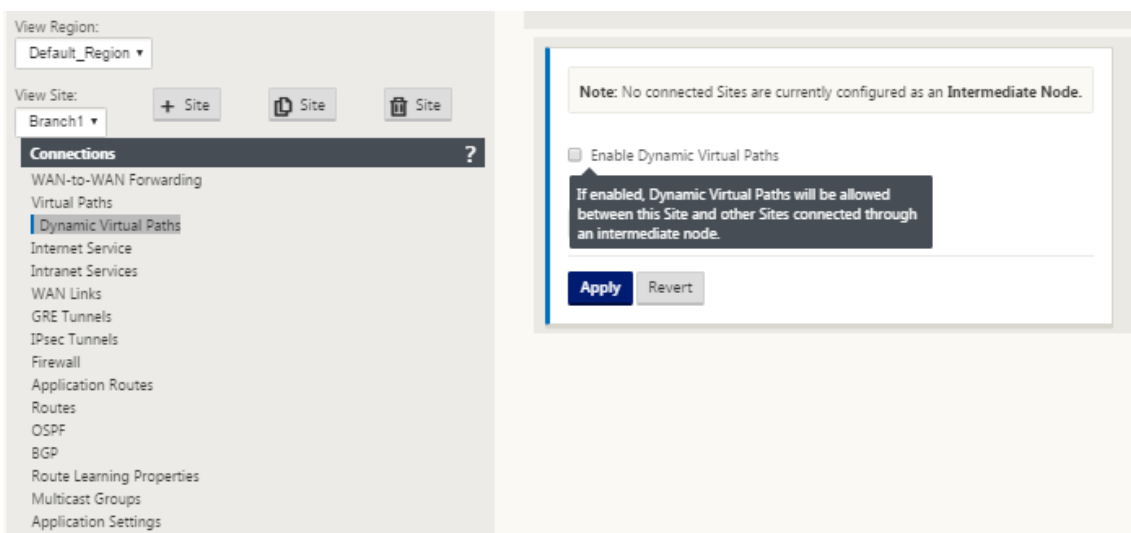 View Region:
Default_Region ▾
View Site:
Branch1 ▾
+ Site
Site
Site
Connections ?
WAN-to-WAN Forwarding
Virtual Paths
Dynamic Virtual Paths
Internet Service
Intranet Services
WAN Links
GRE Tunnels
IPsec Tunnels
Firewall
Application Routes
Routes
OSPF
BGP
Route Learning Properties
Multicast Groups
Application Settings
Note: No connected Sites are currently configured as an Intermediate Node.
Enable Dynamic Virtual Paths
If enabled, Dynamic Virtual Paths will be allowed
between this Site and other Sites connected through
an intermediate node.
Apply Revert